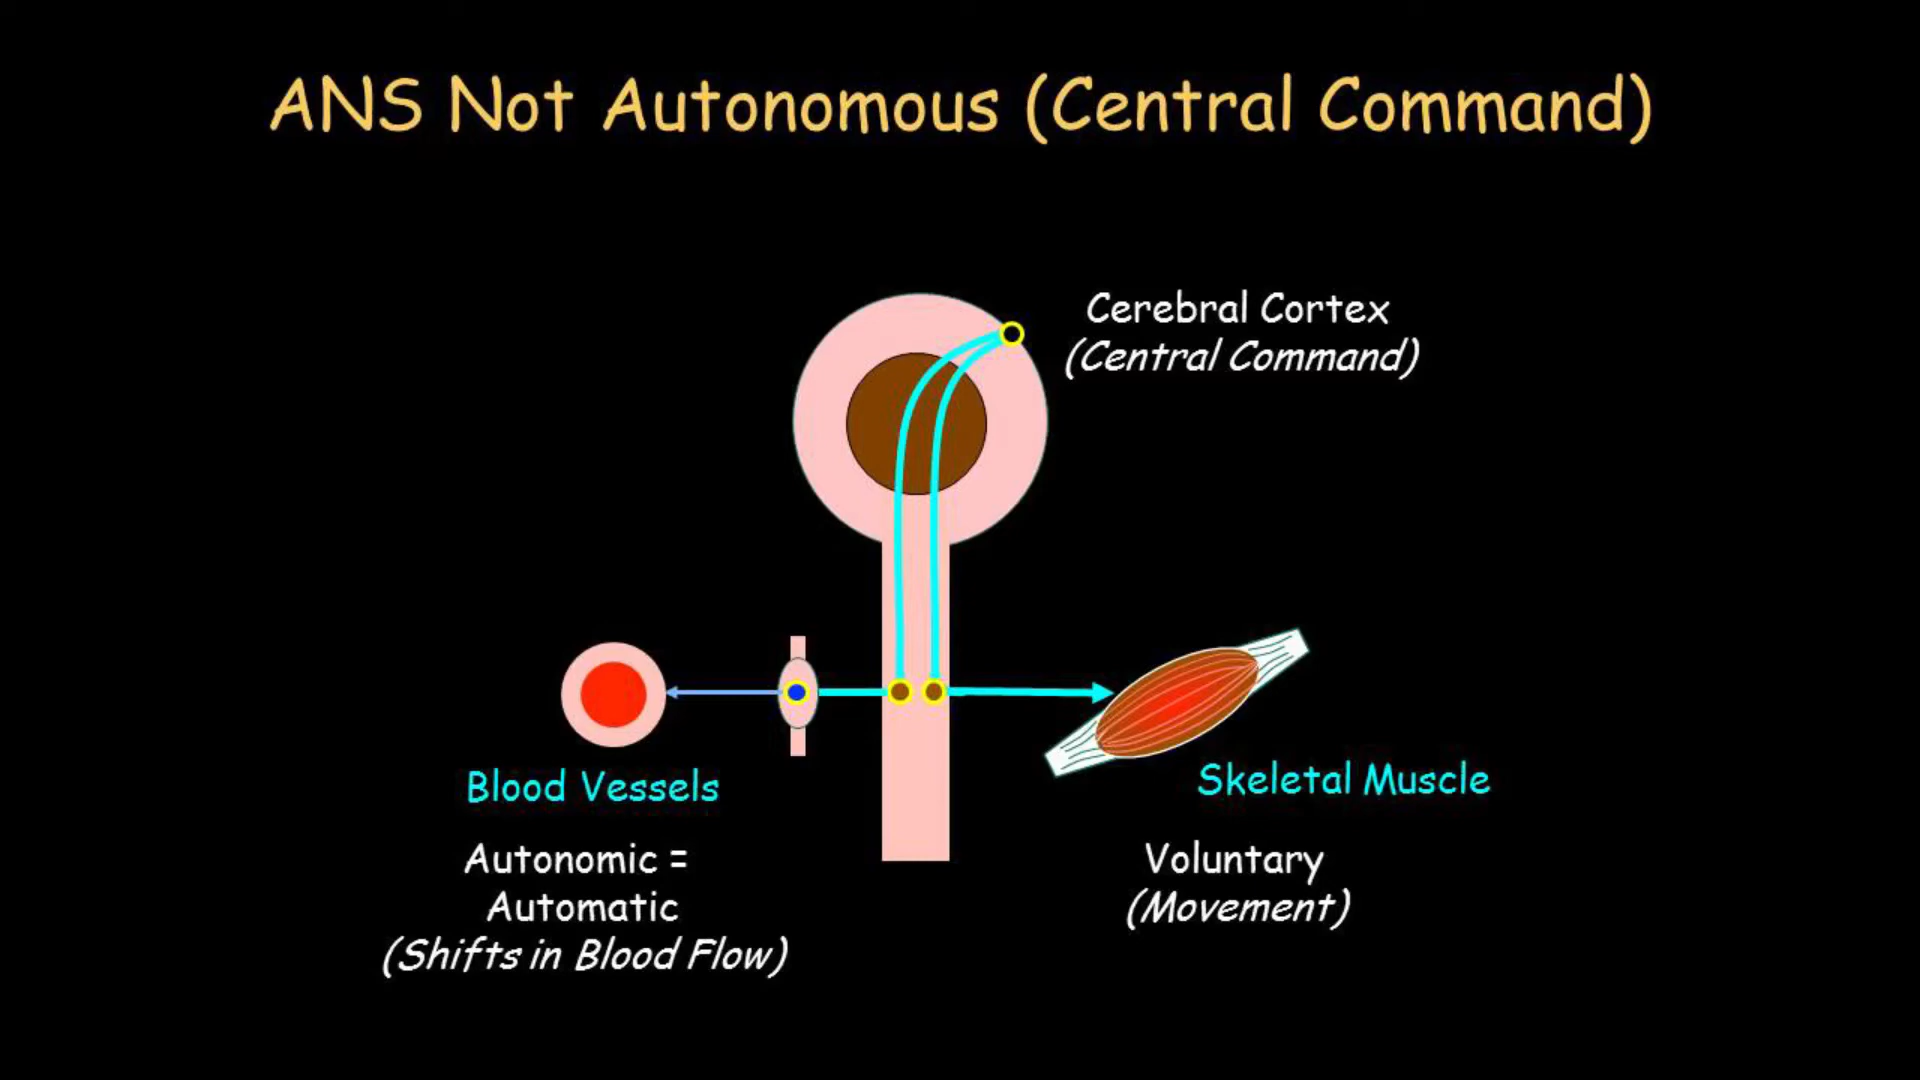 ANS Not Autonomous (Central Command)
Cerebral Cortex
(Central Command)
Blood Vessels
Autonomic =
Automatic
(Shifts in Blood Flow)
Skeletal Muscle
Voluntary
(Movement)